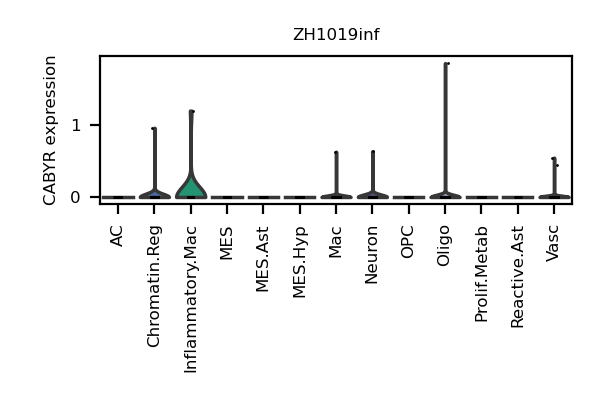 ZH1019inf
CABYR expression
1
0
AC
Chromatin.Reg
Inflammatory.Mac
MES
MES.Ast
MES.Hyp
Mac
Neuron
OPC
Oligo
Prolif.Metab
Reactive.Ast
Vasc